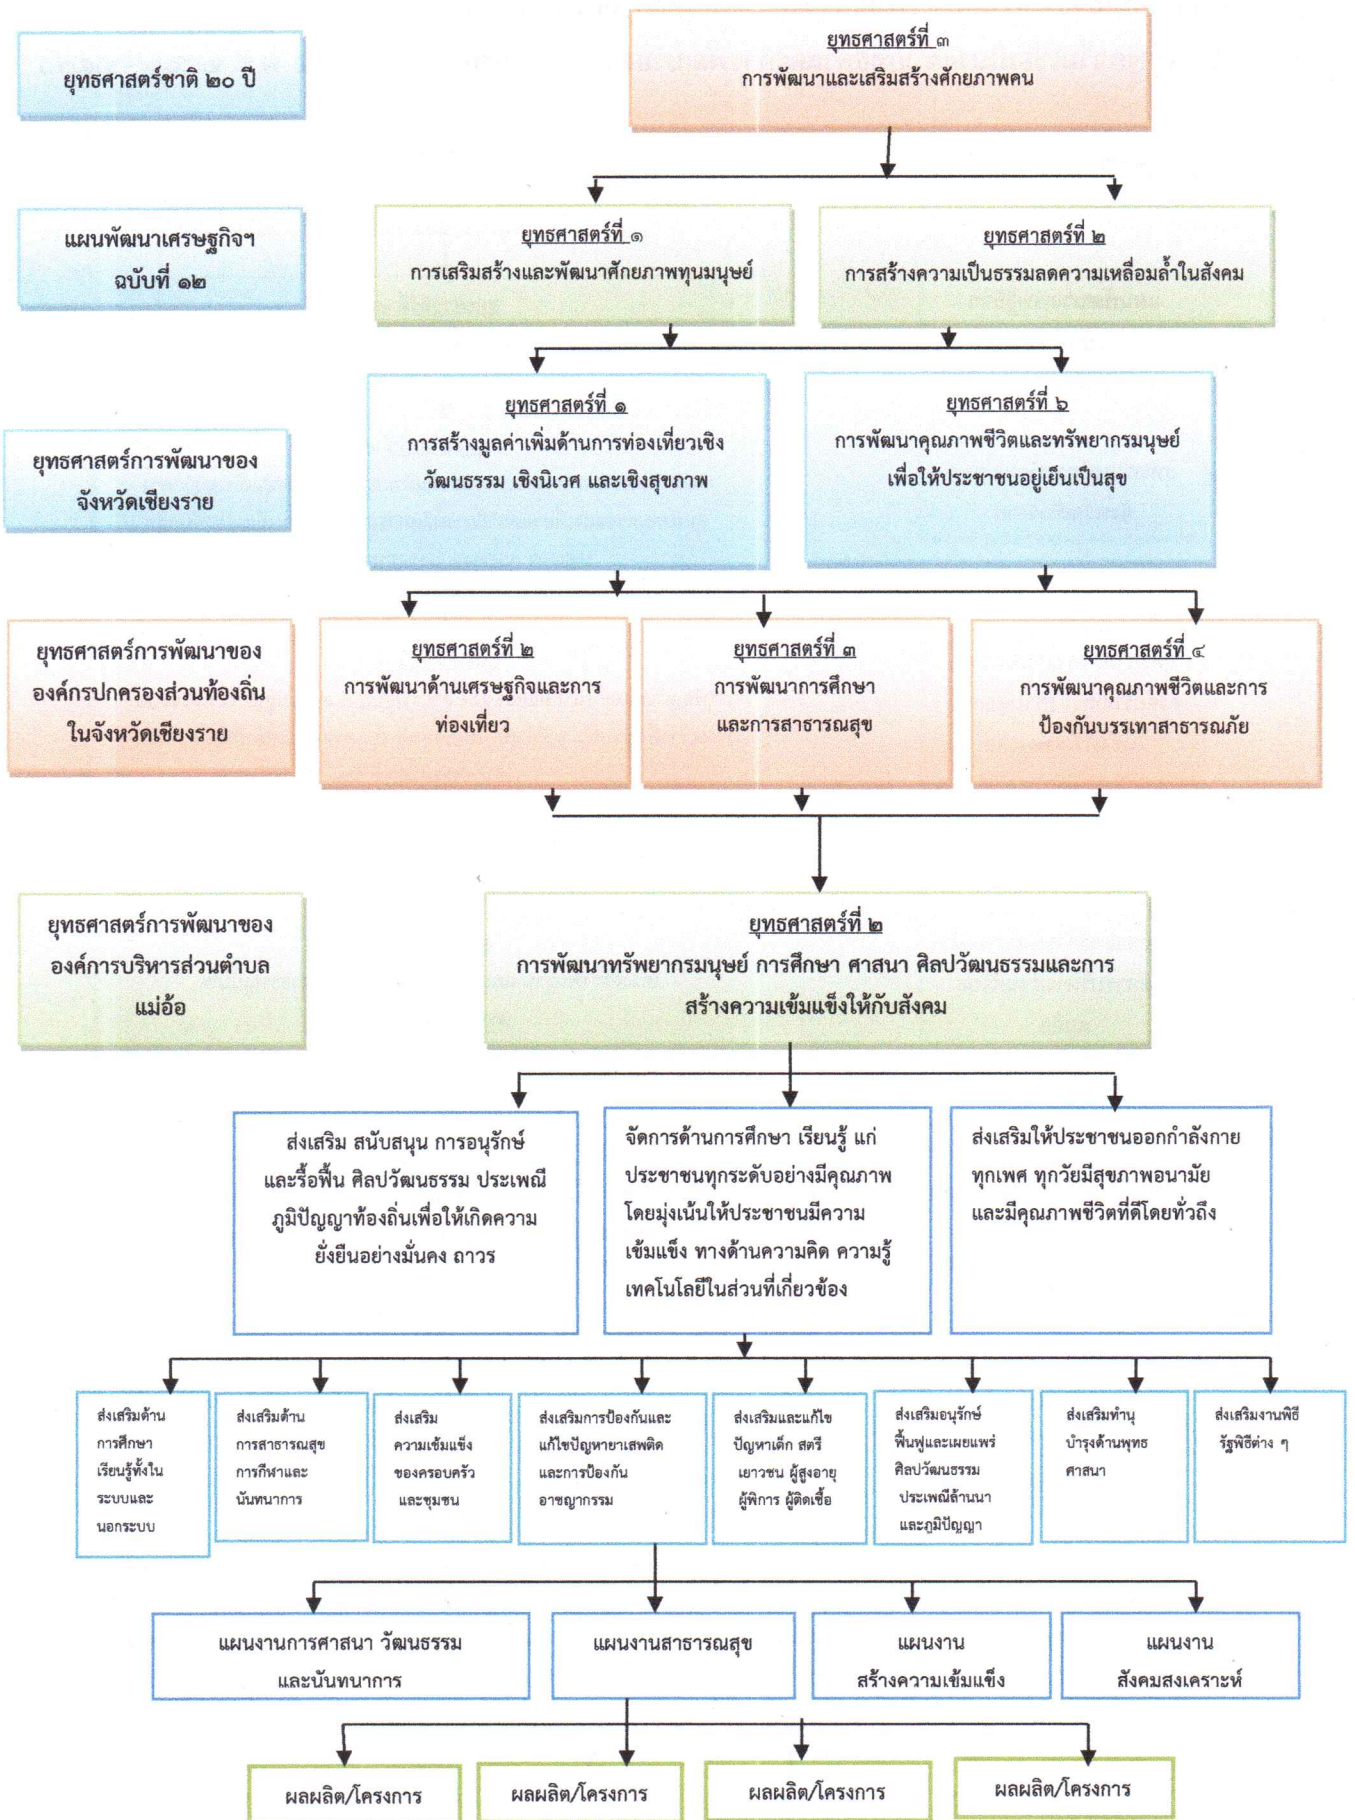 ยุทธศาสตร์ชาติ ๒๐ ปี
ยุทธศาสตร์ที่ ๓
การพัฒนาและเสริมสร้างศักยภาพคน
แผนพัฒนาเศรษฐกิจฯ
ฉบับที่ ๑๒
ยุทธศาสตร์ที่ ๑
การเสริมสร้างและพัฒนาศักยภาพทุนมนุษย์
ยุทธศาสตร์ที่ ๒
การสร้างความเป็นธรรมลดความเหลื่อมล้ำในสังคม
ยุทธศาสตร์การพัฒนาของ
จังหวัดเชียงราย
ยุทธศาสตร์ที่ ๑
การสร้างมูลค่าเพิ่มด้านการท่องเที่ยวเชิง
วัฒนธรรม เชิงนิเวศ และเชิงสุขภาพ
ยุทธศาสตร์ที่ ๖
การพัฒนาคุณภาพชีวิตและทรัพยากรมนุษย์
เพื่อให้ประชาชนอยู่เย็นเป็นสุข
ยุทธศาสตร์การพัฒนาของ
องค์กรปกครองส่วนท้องถิ่น
ในจังหวัดเชียงราย
ยุทธศาสตร์ที่ ๒
การพัฒนาด้านเศรษฐกิจและการ
ท่องเที่ยว
ยุทธศาสตร์ที่ ๓
การพัฒนาการศึกษา
และการสาธารณสุข
ยุทธศาสตร์ที่ ๔
การพัฒนาคุณภาพชีวิตและการ
ป้องกันบรรเทาสาธารณภัย
ยุทธศาสตร์การพัฒนาของ
องค์การบริหารส่วนตำบล
แม่อ้อ
ยุทธศาสตร์ที่ ๒
การพัฒนาทรัพยากรมนุษย์ การศึกษา ศาสนา ศิลปวัฒนธรรมและการ
สร้างความเข้มแข็งให้กับสังคม
ส่งเสริม สนับสนุน การอนุรักษ์
และรื้อฟื้น ศิลปวัฒนธรรม ประเพณี
ภูมิปัญญาท้องถิ่นเพื่อให้เกิดความ
ยั่งยืนอย่างมั่นคง ถาวร
จัดการด้านการศึกษา เรียนรู้ แก่
ประชาชนทุกระดับอย่างมีคุณภาพ
โดยมุ่งเน้นให้ประชาชนมีความ
เข้มแข็ง ทางด้านความคิด ความรู้
เทคโนโลยีในส่วนที่เกี่ยวข้อง
ส่งเสริมให้ประชาชนออกกำลังกาย
ทุกเพศ ทุกวัยมีสุขภาพอนามัย
และมีคุณภาพชีวิตที่ดีโดยทั่วถึง
ส่งเสริมด้าน
การศึกษา
เรียนรู้ทั้งใน
ระบบและ
นอกระบบ
ส่งเสริมด้าน
การสาธารณสุข
การกีฬาและ
นันทนาการ
ส่งเสริม
ความเข้มแข็ง
ของครอบครัว
และชุมชน
ส่งเสริมการป้องกันและ
แก้ไขปัญหายาเสพติด
และการป้องกัน
อาชญากรรม
ส่งเสริมและแก้ไข
ปัญหาเด็ก สตรี
เยาวชน ผู้สูงอายุ
ผู้พิการ ผู้ติดเชื้อ
ส่งเสริมอนุรักษ์
ฟื้นฟูและเผยแพร่
ศิลปวัฒนธรรม
ประเพณีล้านนา
และภูมิปัญญา
ส่งเสริมทำนุ
บำรุงด้านพุทธ
ศาสนา
ส่งเสริมงานพิธี
รัฐพิธีต่าง ๆ
แผนงานการศาสนา วัฒนธรรม
และนันทนาการ
แผนงานสาธารณสุข
แผนงาน
สร้างความเข้มแข็ง
แผนงาน
สังคมสงเคราะห์
ผลผลิต/โครงการ
ผลผลิต/โครงการ
ผลผลิต/โครงการ
ผลผลิต/โครงการ